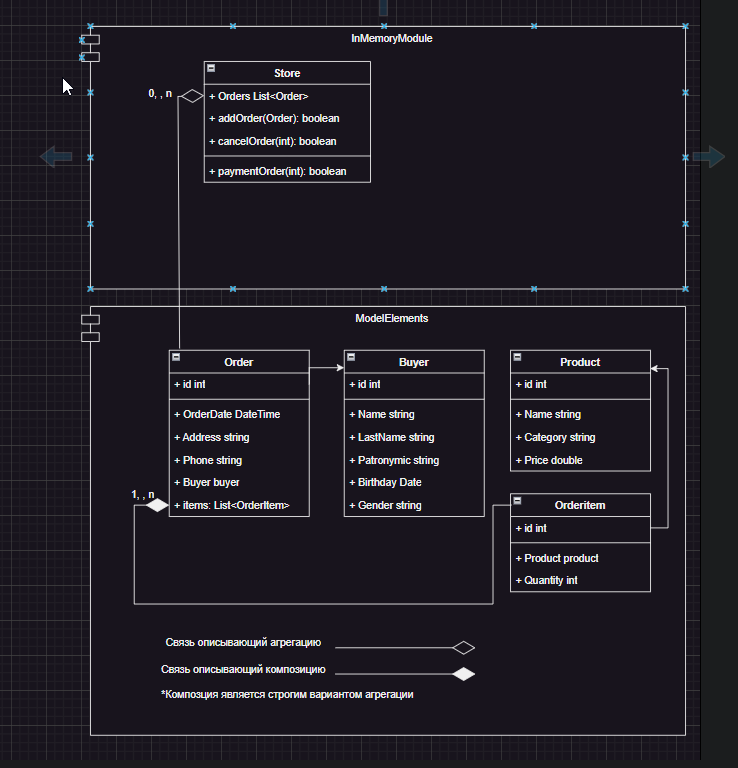 InMemoryModule
Store
0, , n
+ Orders List<Order>
+ addOrder(Order): boolean
+ cancelOrder(int): boolean
+ paymentOrder(int): boolean
ModelElements
Order
+ id int
+ OrderDate DateTime
+ Address string
+ Phone string
+ Buyer buyer
1, , n
+ items: List<OrderItem>
Buyer
+ id int
+ Name string
+ LastName string
+ Patronymic string
+ Birthday Date
+ Gender string
Product
+ id int
+ Name string
+ Category string
+ Price double
Orderitem
+ id int
+ Product product
+ Quantity int
Связь описывающий агрегацию
Связь описывающий композицию
*Композция является строгим вариантом агрегации